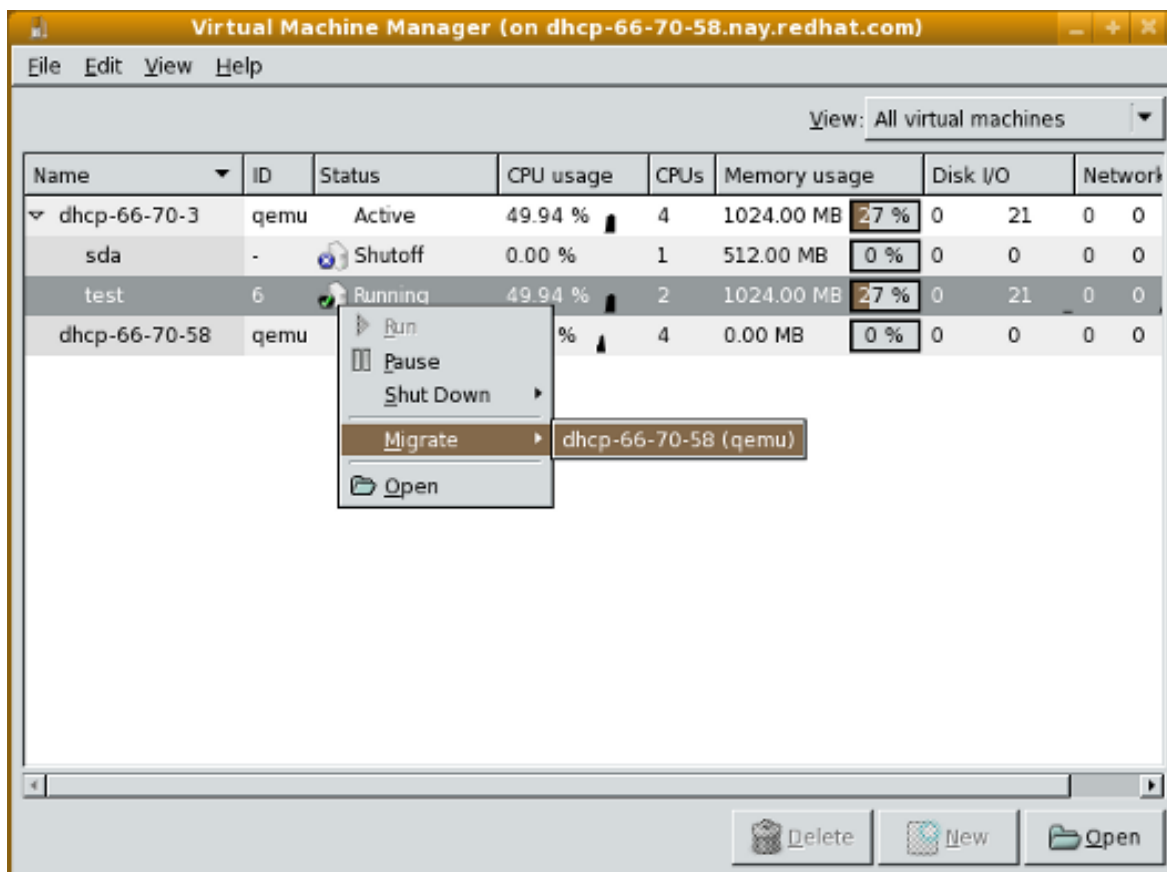 Virtual Machine Manager (on dhcp-66-70-58.nay.redhat.com)
File Edit View Help
View: All virtual machines
Name ID Status CPU usage CPUs Memory usage Disk I/O Network
dhcp-66-70-3 qemu Active 49.94 % 4 1024.00 MB 27 % 0 21 0 0
sda - Shutoff 0.00 % 1 512.00 MB 0 % 0 0 0 0
test 6 Running 49.94 % 2 1024.00 MB 27 % 0 21 0 0
dhcp-66-70-58 qemu % 4 0.00 MB 0 % 0 0 0 0
Run
Pause
Shut Down
Migrate dhcp-66-70-58 (qemu)
Open
Delete New Open